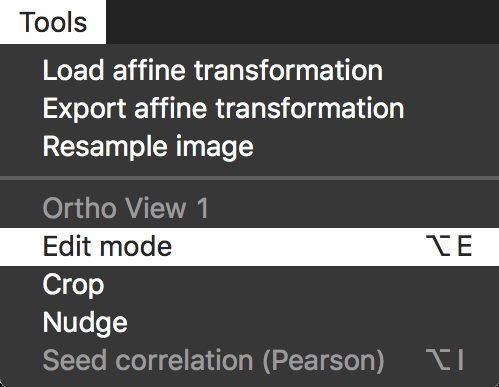 Tools
Load affine transformation
Export affine transformation
Resample image
Ortho View 1
Edit mode ⌥ E
Crop
Nudge
Seed correlation (Pearson) ⌥ I